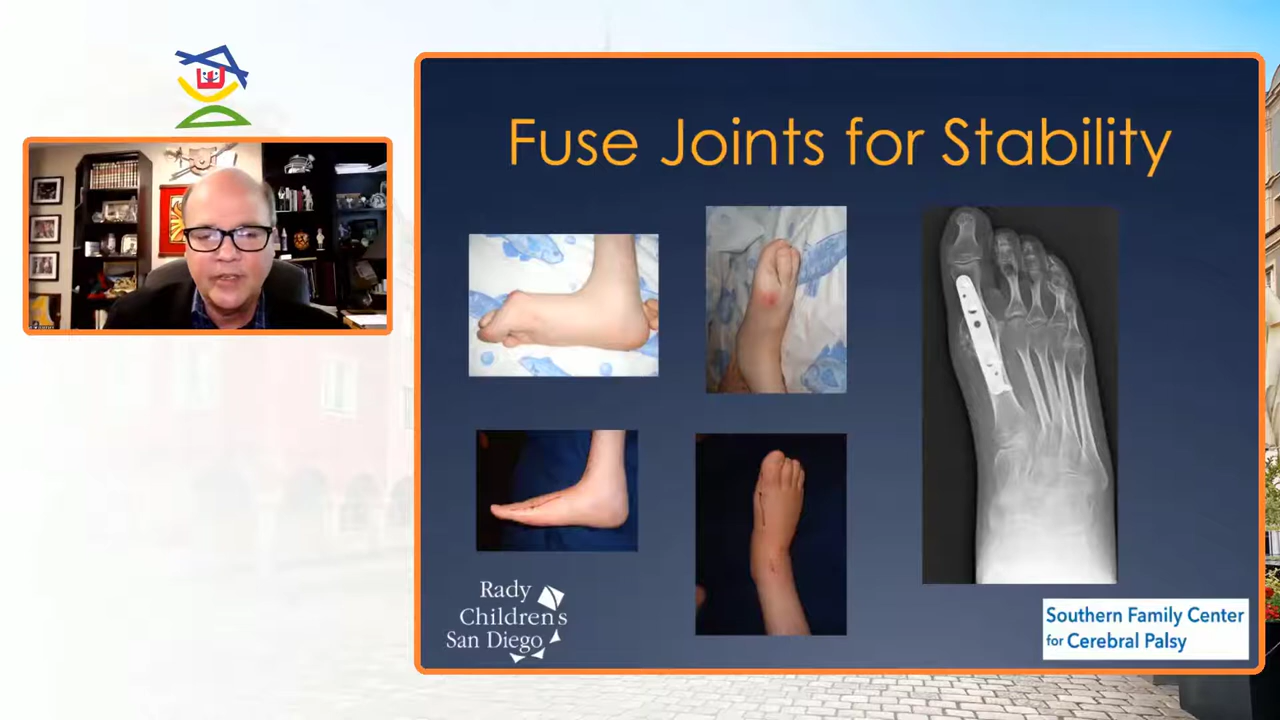 Fuse Joints for Stability
Rady
Children's
San Diego
Southern Family Center
for Cerebral Palsy